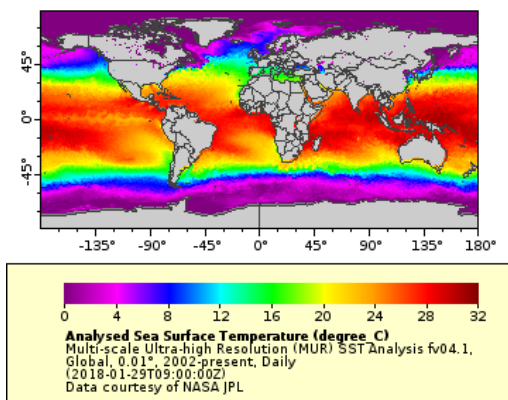 45°
0°
-45°
-135° -90° -45° 0° 45° 90° 135° 180°
0 4 8 12 16 20 24 28 32
Analysed Sea Surface Temperature (degree_C)
Multi-scale Ultra-high Resolution (MUR) SST Analysis fv04.1,
Global, 0.01°, 2002-present, Daily
(2018-01-29T09:00:00Z)
Data courtesy of NASA JPL